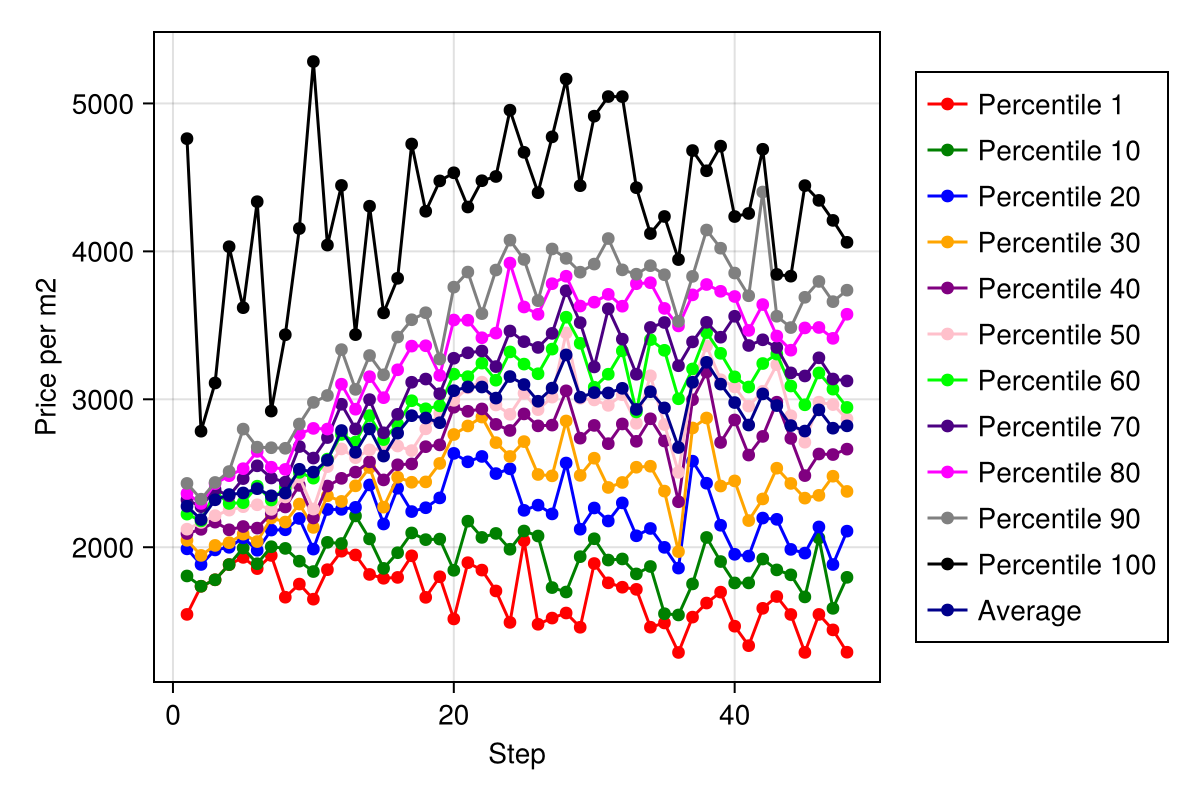 5000
4000
3000
2000
Price per m2
0
20
40
Step
Percentile 1
Percentile 10
Percentile 20
Percentile 30
Percentile 40
Percentile 50
Percentile 60
Percentile 70
Percentile 80
Percentile 90
Percentile 100
Average